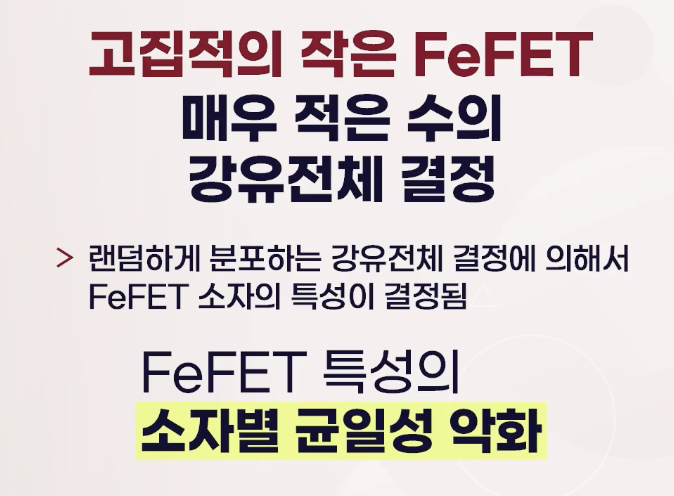 고집적의 작은 FeFET
매우 적은 수의
강유전체 결정
> 랜덤하게 분포하는 강유전체 결정에 의해서
FeFET 소자의 특성이 결정됨
FeFET 특성의
소자별 균일성 악화